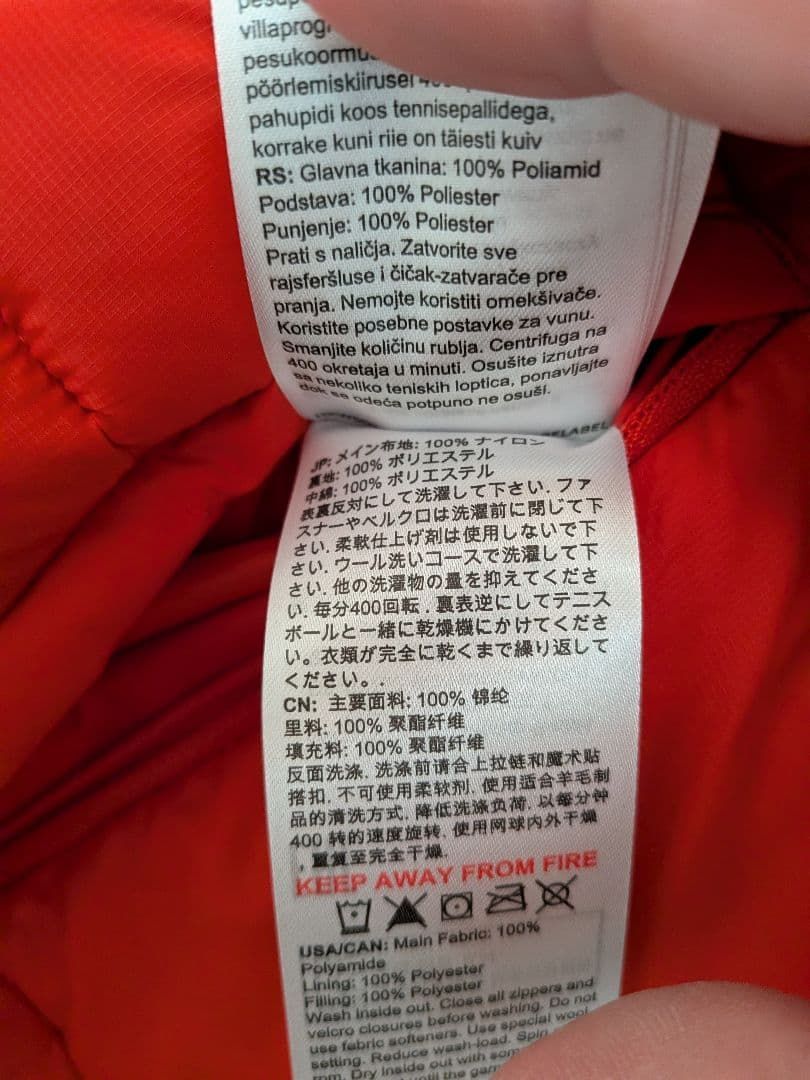 villaprog
pesukoormu
pöörlemiskiirusel
pahupidi koos tennisepallidega,
korrake kuni riie on täiesti kuiv
RS: Glavna tkanina: 100% Poliamid
Podstava: 100% Poliester
Punjenje: 100% Poliester
Prati s naličja. Zatvorite sve
rajsferšluse i čičak-zatvarače pre
pranja. Nemojte koristiti omekšivače.
Koristite posebne postavke za vunu.
Smanjite količinu rublja. Centrifuga na
400 okretaja u minuti. Osušite iznutra
sa nekoliko teniskih loptica, ponavljajte
dok se odeća potpuno ne osuši.
JP: メイン布地: 100% ナイロン
裏地: 100% ポリエステル
中綿: 100% ポリエステル
表裏反対にして洗濯して下さい. ファ
スナーやベルクロは洗濯前に閉じて下
さい. 柔軟仕上げ剤は使用しないで下
さい. ウール洗いコースで洗濯して下
さい. 他の洗濯物の量を抑えてくださ
い. 毎分400回転 . 裏表逆にしてテニス
ボールと一緒に乾燥機にかけてくださ
い。衣類が完全に乾くまで繰り返して
ください。.
CN: 主要面料: 100% 锦纶
里料: 100% 聚酯纤维
填充料: 100% 聚酯纤维
反面洗涤. 洗涤前请合上拉链和魔术贴
搭扣. 不可使用柔软剂. 使用适合羊毛制
品的清洗方式. 降低洗涤负荷. 以每分钟
400 转的速度旋转. 使用网球内外干燥
, 重复至完全干燥.
KEEP AWAY FROM FIRE
USA/CAN: Main Fabric: 100%
Polyamide
Lining: 100% Polyester
Filling: 100% Polyester
Wash inside out. Close all zippers and
velcro closures before washing. Do not
use fabric softeners. Use special wool
setting. Reduce wash-load. Spin
rpm. Dry inside out with som
until the gar